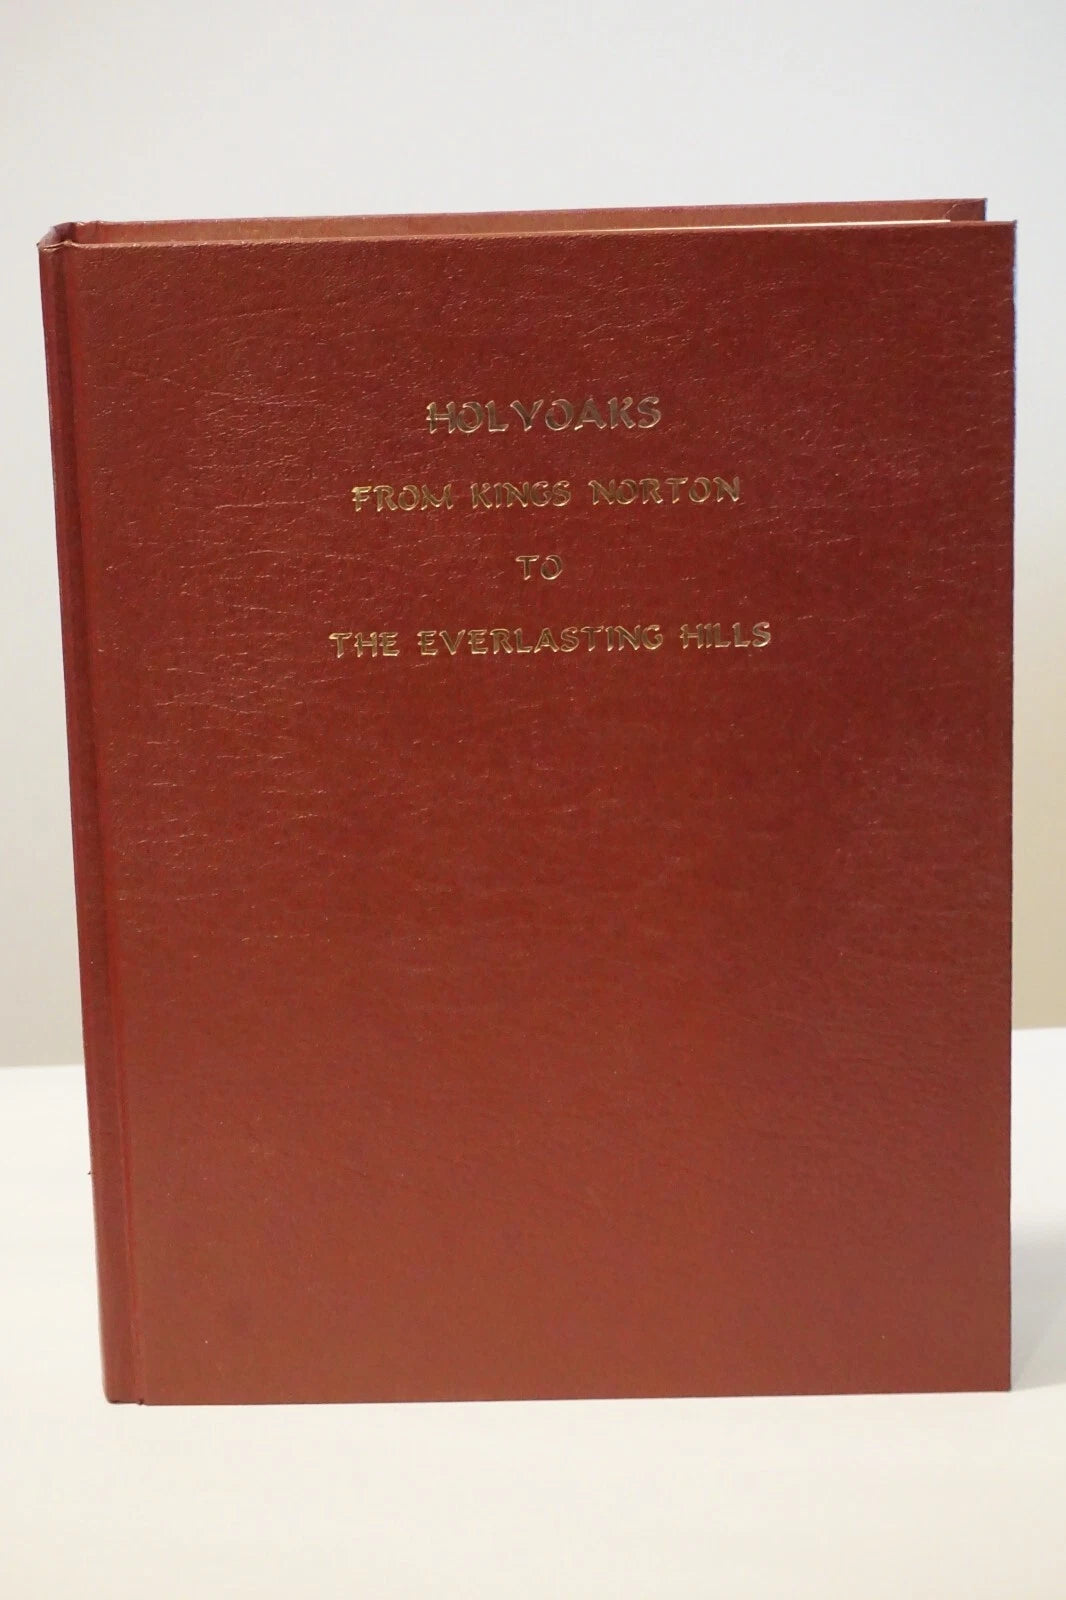 HOLYOAKS
FROM KINGS NORTON
TO
THE EVERLASTING HILLS